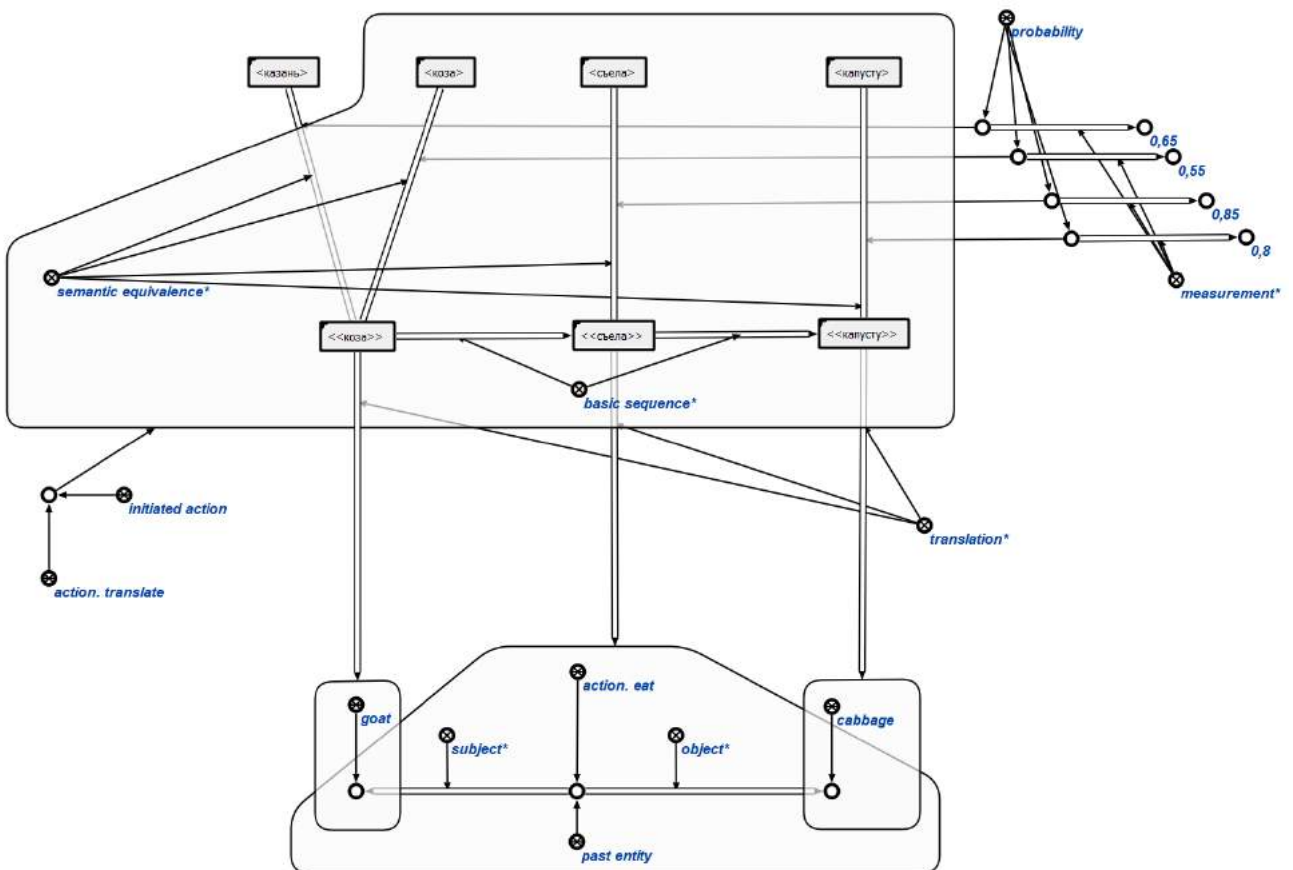 probability
<казань>
<коза>
<съела>
<капусту>
0,65
0,55
0,85
0,8
semantic equivalence*
measurement*
<<коза>>
<<съела>>
<<капусту>>
basic sequence*
initiated action
translation*
action. translate
action. eat
goat
cabbage
subject*
object*
past entity